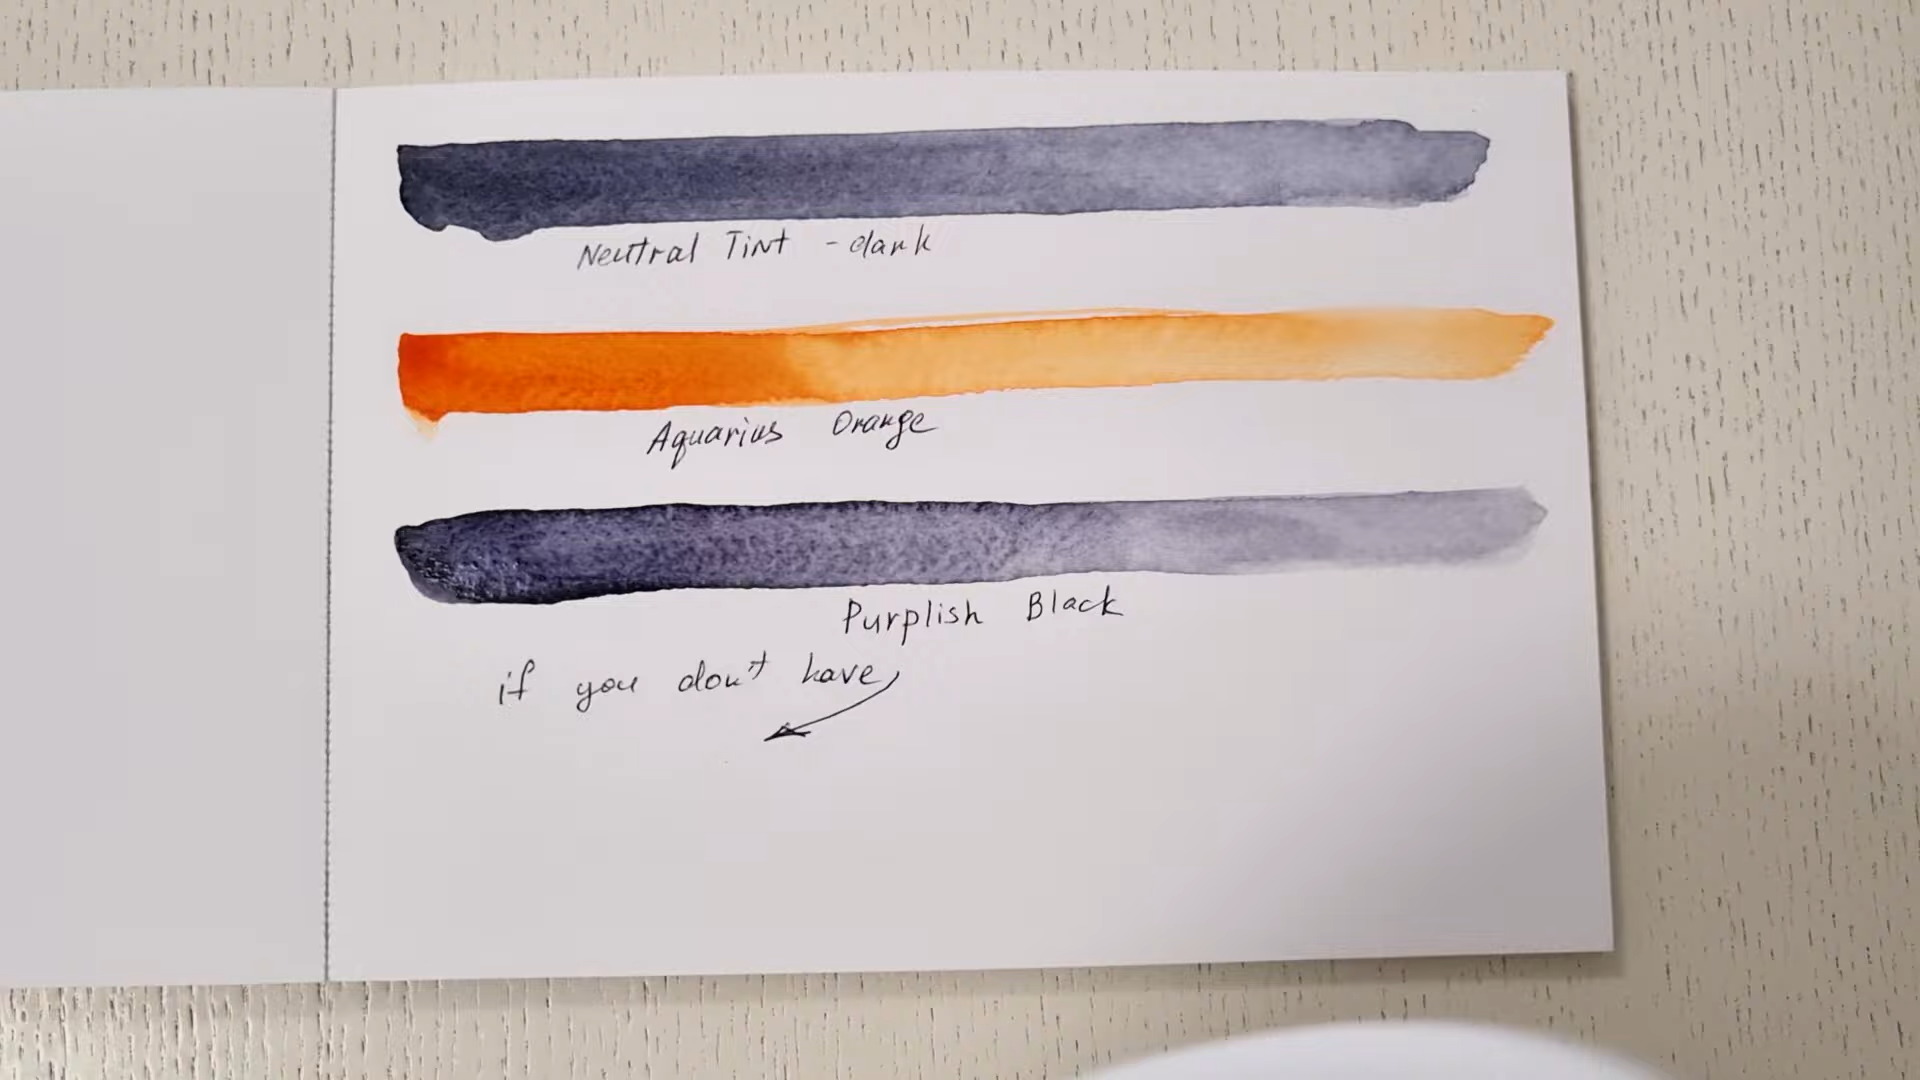 Neutral Tint - dark
Aquarius Orange
Purplish Black
if you don't have